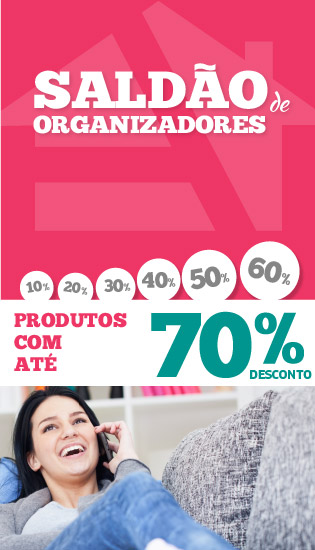 SALDÃO de
ORGANIZADORES
10% 20% 30% 40% 50% 60%
PRODUTOS
COM
ATÉ
70%
DESCONTO